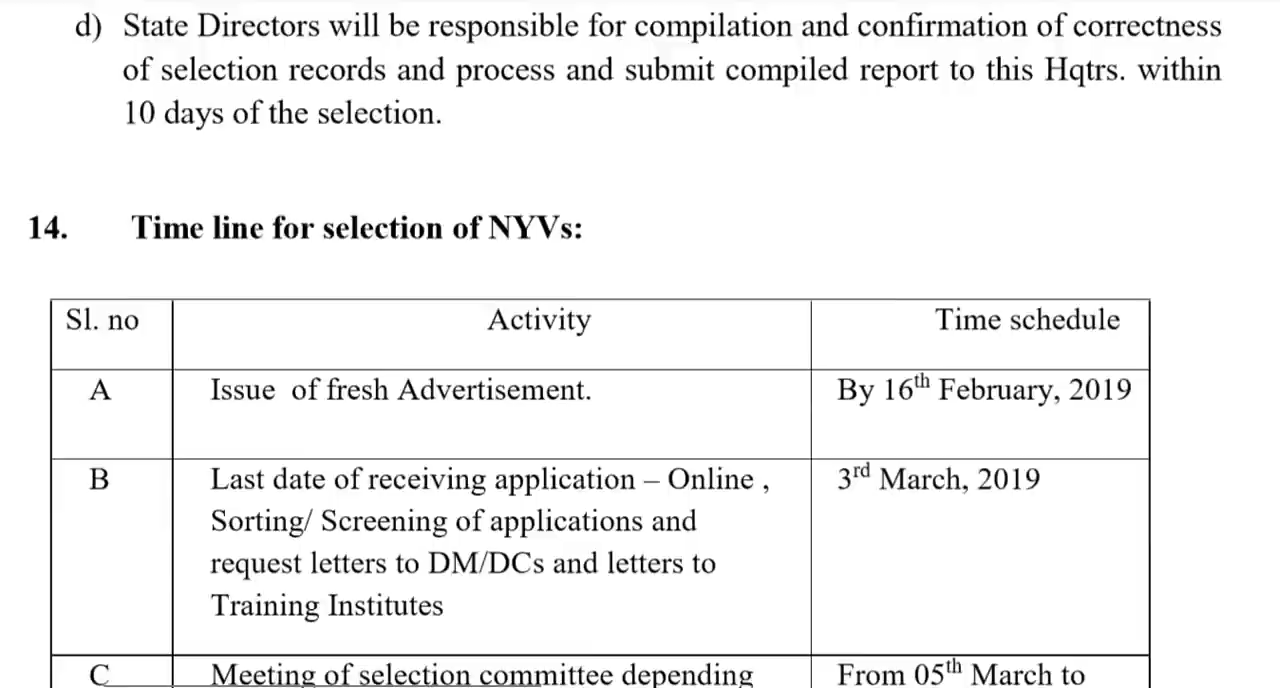 d) State Directors will be responsible for compilation and confirmation of correctness
of selection records and process and submit compiled report to this Hqtrs. within
10 days of the selection.
14. Time line for selection of NYVs:
Sl. no Activity Time schedule
A Issue of fresh Advertisement. By 16th February, 2019
B Last date of receiving application – Online , 3rd March, 2019
Sorting/ Screening of applications and
request letters to DM/DCs and letters to
Training Institutes
C Meeting of selection committee depending From 05th March to